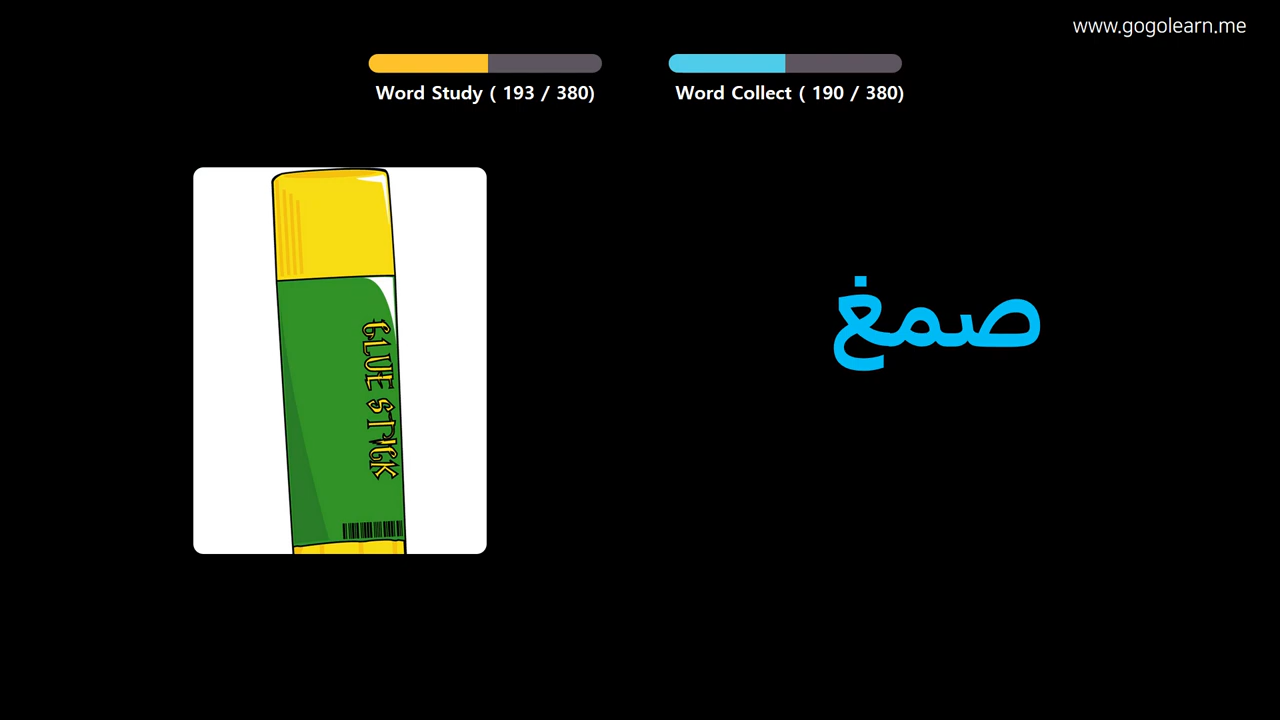 www.gogolearn.me
Word Study ( 193 / 380)
Word Collect ( 190 / 380)
GLUE STICK
صمغ